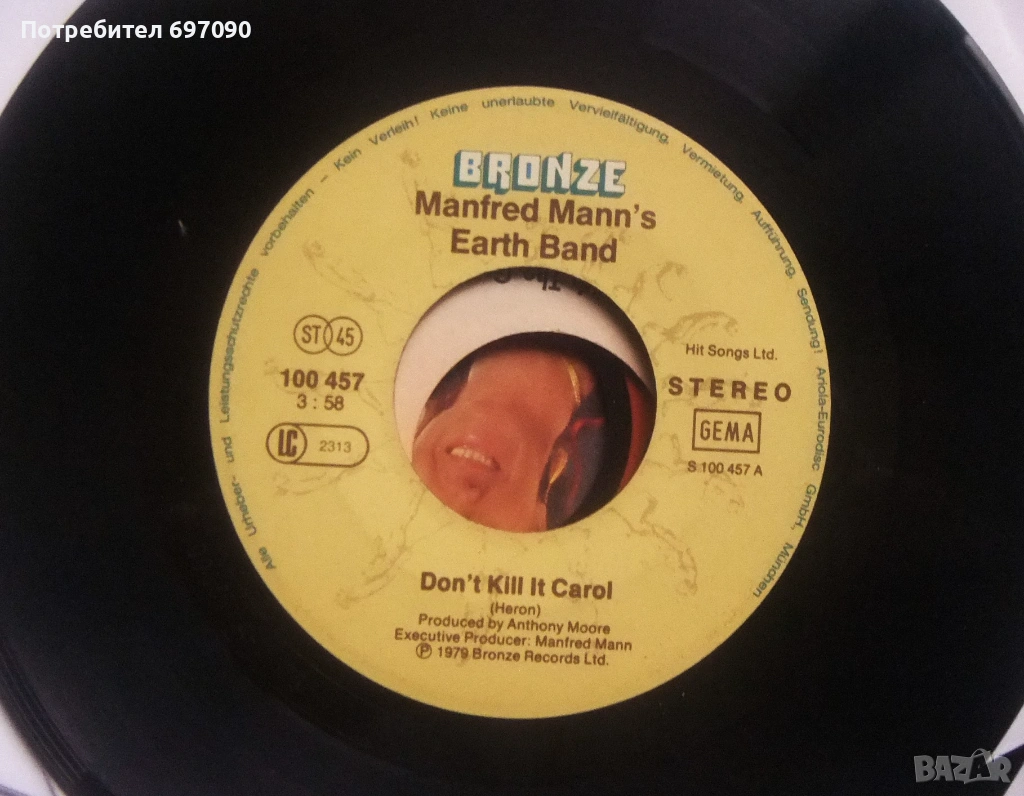 Потребител 697090
Alle Urheber- und Leistungsschutzrechte vorbehalten – Kein Verleih! Keine unerlaubte Vervielfältigung, Vermietung, Aufführung, Sendung! Ariola-Eurodisc GmbH, München
BRONZE
Manfred Mann's
Earth Band
The
ST 45
100 457
3 : 58
LC 2313
Hit Songs Ltd.
STEREO
GEMA
S 100 457 A
Don't Kill It Carol
(Heron)
Produced by Anthony Moore
Executive Producer: Manfred Mann
℗ 1979 Bronze Records Ltd.
BAZAR